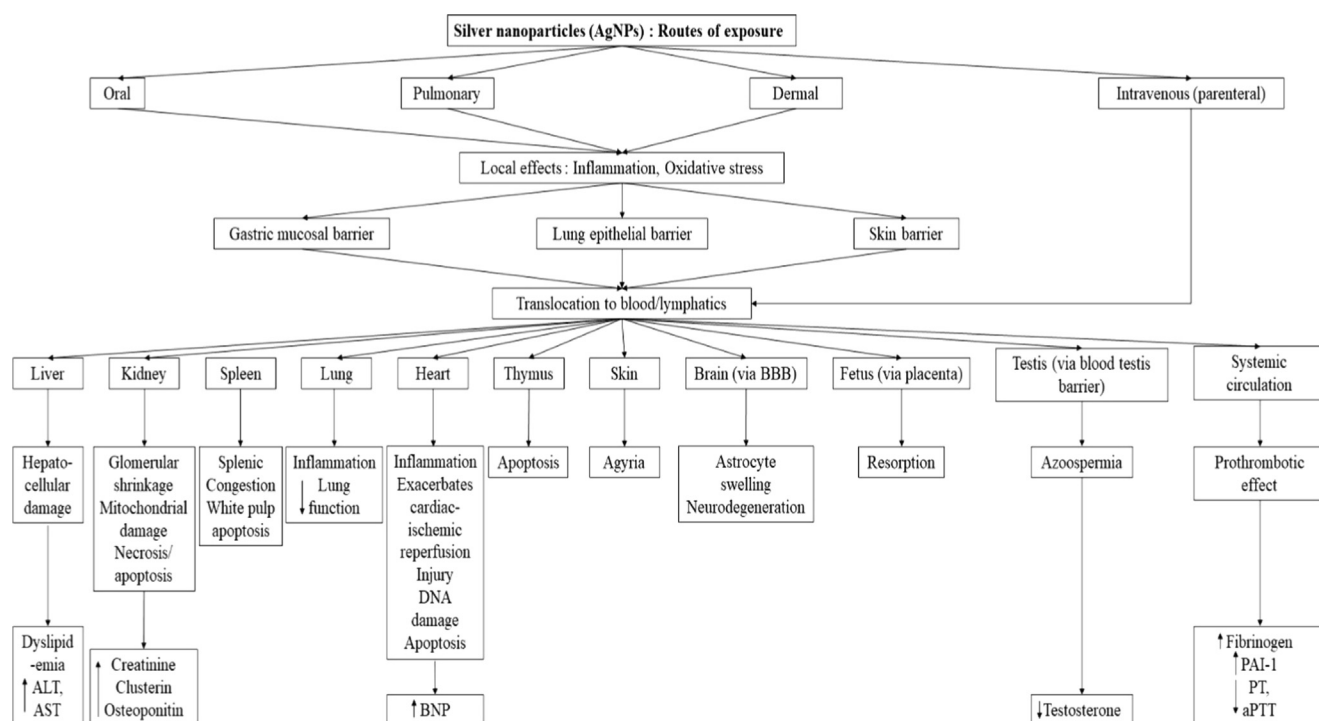 Silver nanoparticles (AgNPs) : Routes of exposure
Oral
Pulmonary
Dermal
Intravenous (parenteral)
Local effects : Inflammation, Oxidative stress
Gastric mucosal barrier
Lung epithelial barrier
Skin barrier
Translocation to blood/lymphatics
Liver
Kidney
Spleen
Lung
Heart
Thymus
Skin
Brain (via BBB)
Fetus (via placenta)
Testis (via blood testis
barrier)
Systemic
circulation
Hepato-
cellular
damage
Glomerular
shrinkage
Mitochondrial
damage
Necrosis/
apoptosis
Splenic
Congestion
White pulp
apoptosis
Inflammation
↓ Lung
function
Inflammation
Exacerbates
cardiac-
ischemic
reperfusion
Injury
DNA
damage
Apoptosis
Apoptosis
Agyria
Astrocyte
swelling
Neurodegeneration
Resorption
Azoospermia
Prothrombotic
effect
Dyslipid
-emia
↑ ALT,
AST
↑ Creatinine
Clusterin
Osteoponitin
↑ BNP
↓ Testosterone
↑ Fibrinogen
↑ PAI-1
↓ PT,
aPTT